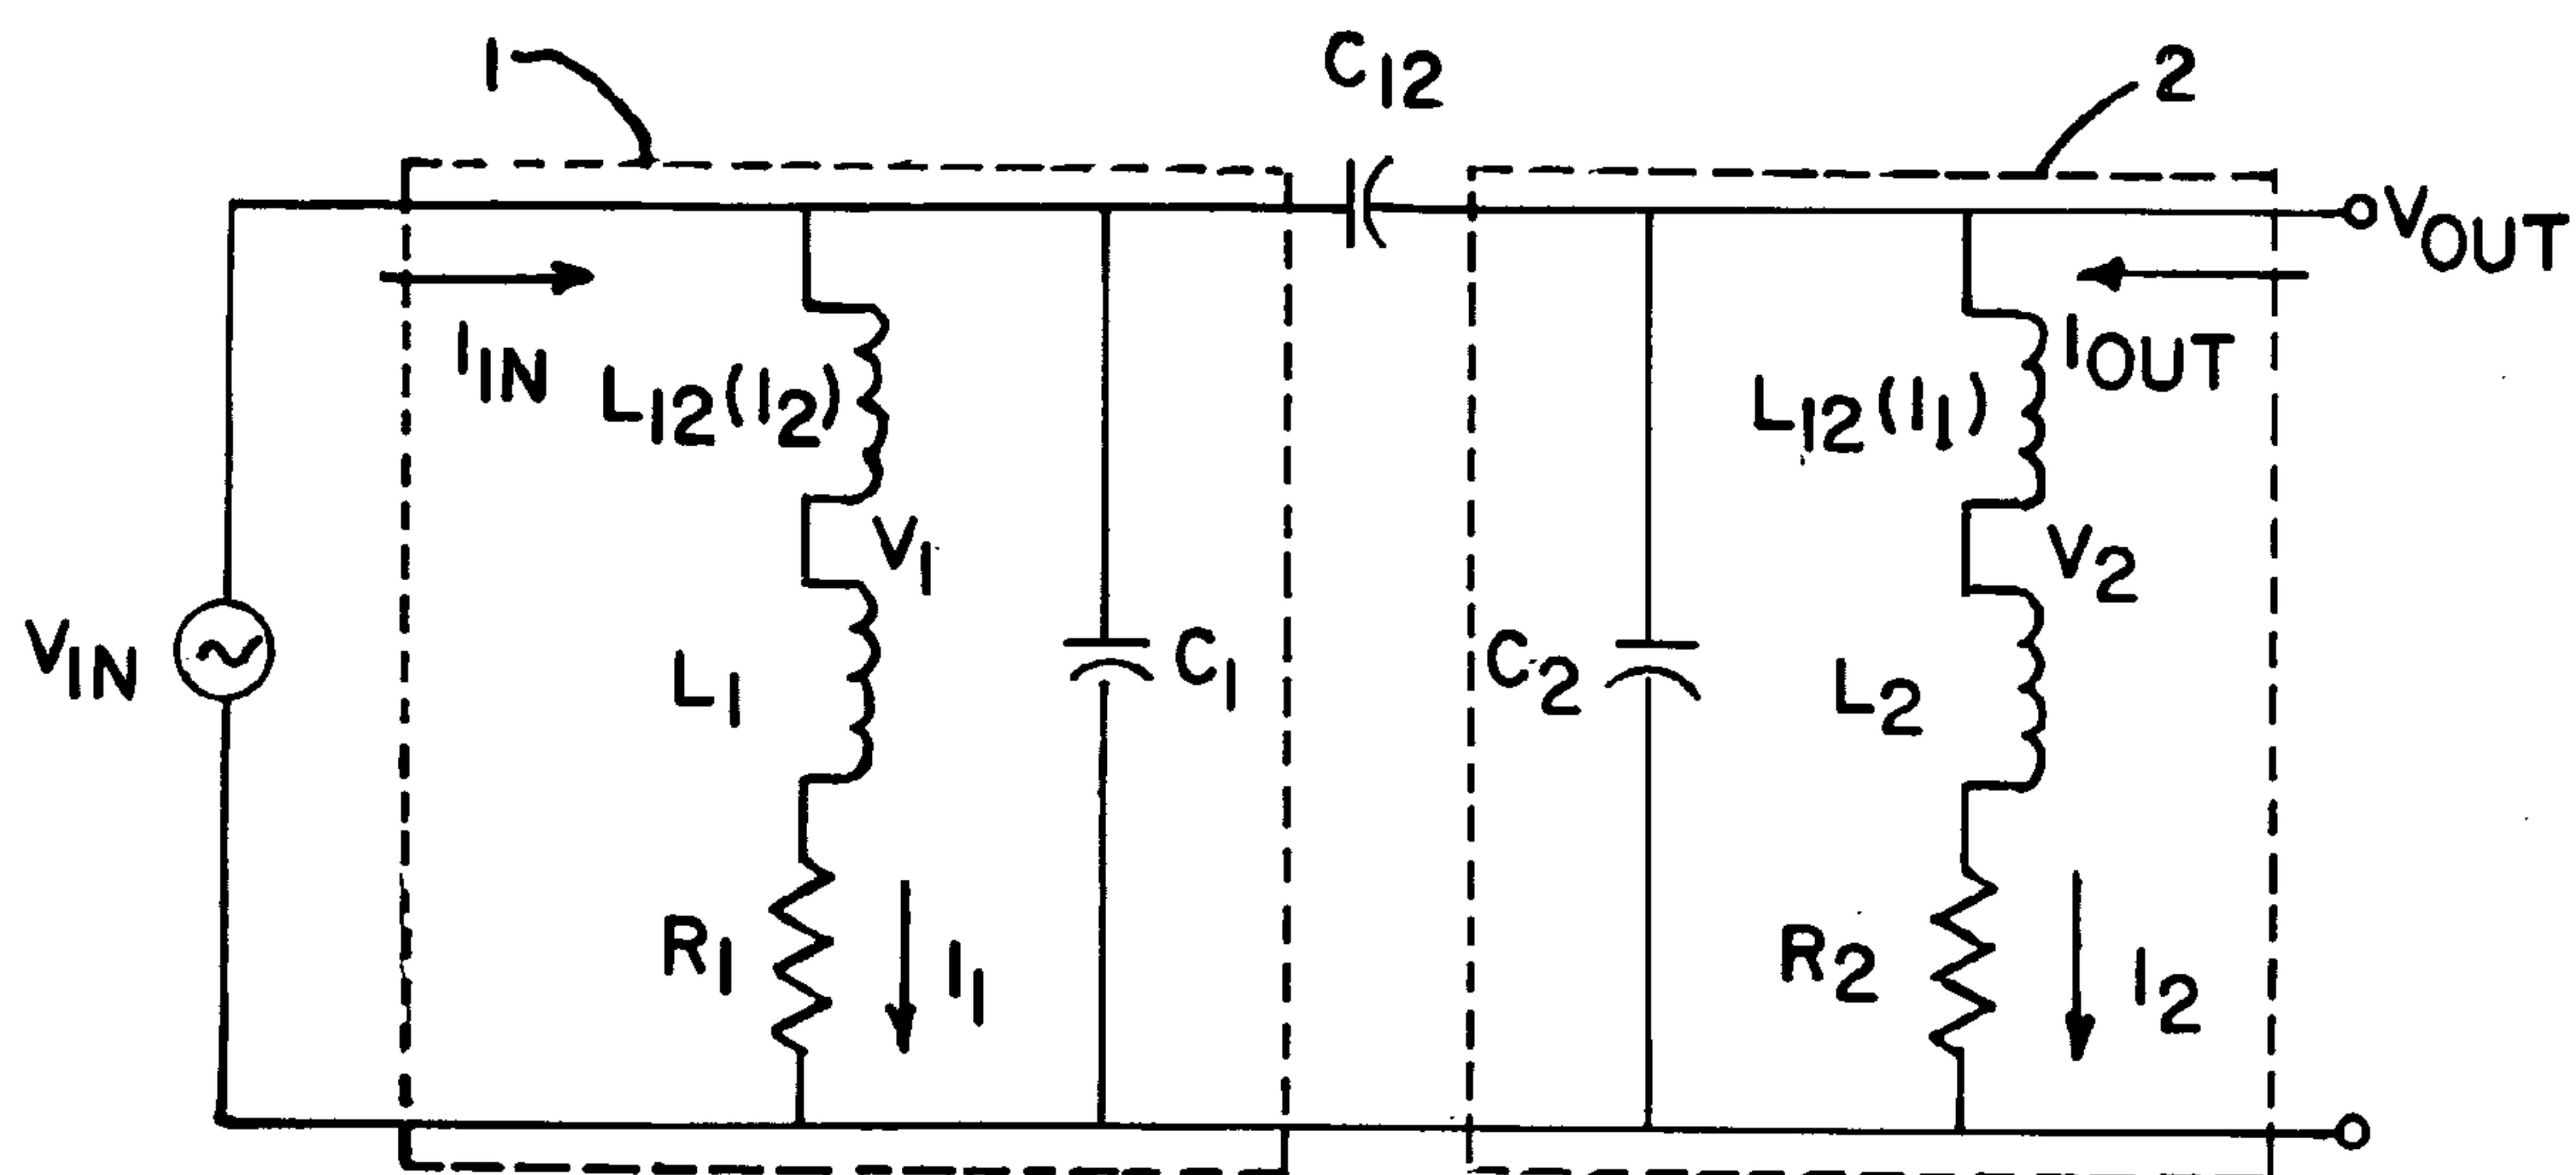 1
C12
2
VOUT
IIN
L12(I2)
L12(I1)
IOUT
V1
V2
VIN
L1
C1
C2
L2
R1
I1
R2
I2